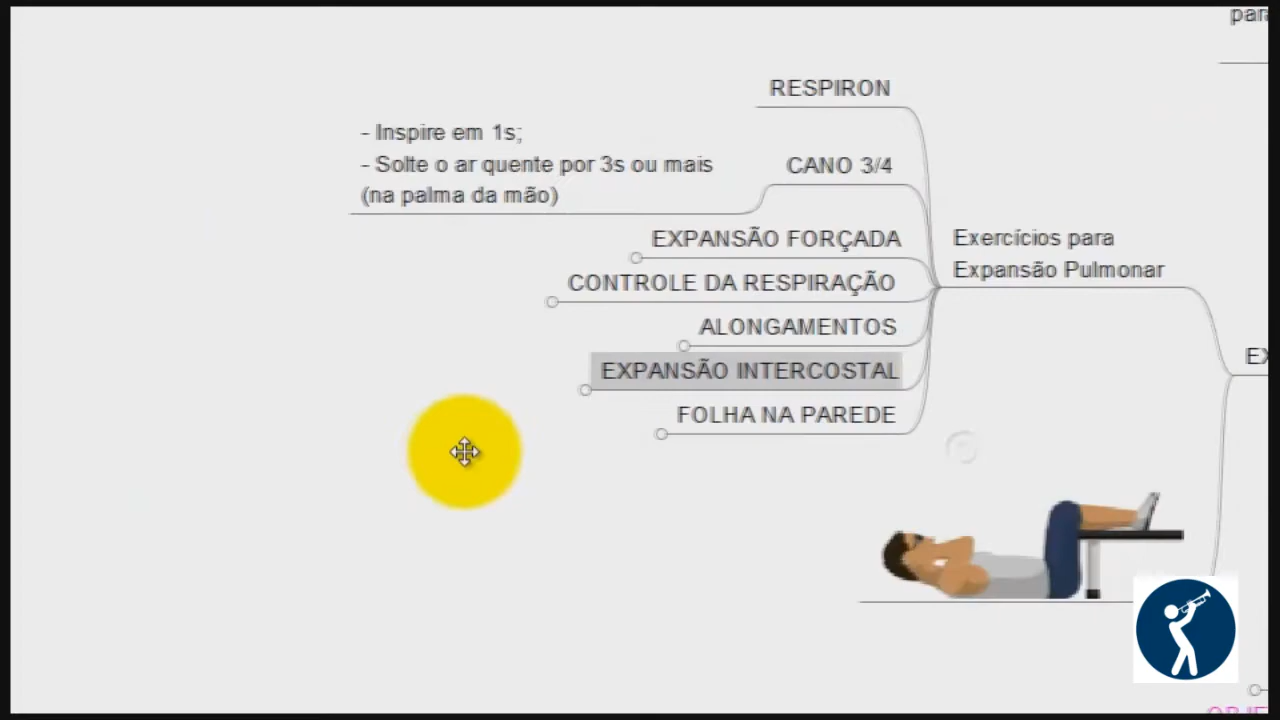 RESPIRON
- Inspire em 1s;
- Solte o ar quente por 3s ou mais
(na palma da mão)
CANO 3/4
EXPANSÃO FORÇADA
CONTROLE DA RESPIRAÇÃO
ALONGAMENTOS
EXPANSÃO INTERCOSTAL
FOLHA NA PAREDE
Exercícios para
Expansão Pulmonar